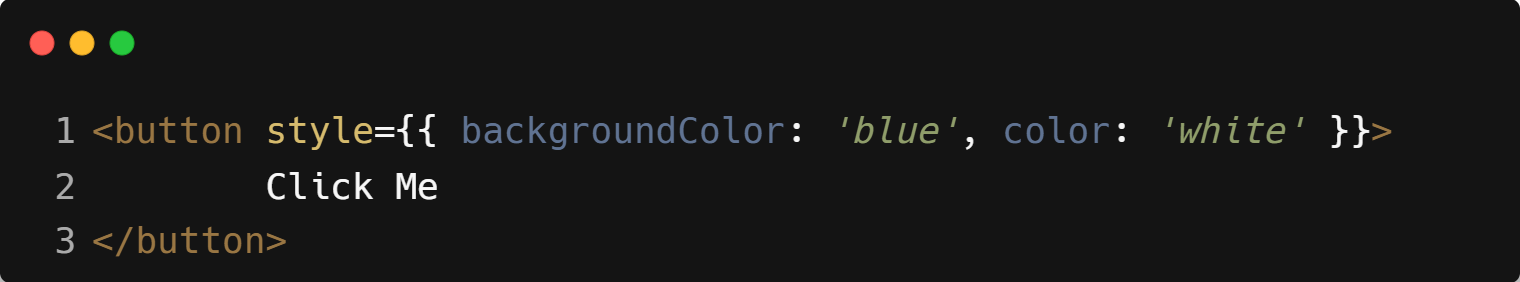 1 <button style={{ backgroundColor: 'blue', color: 'white' }}>
2         Click Me
3 </button>